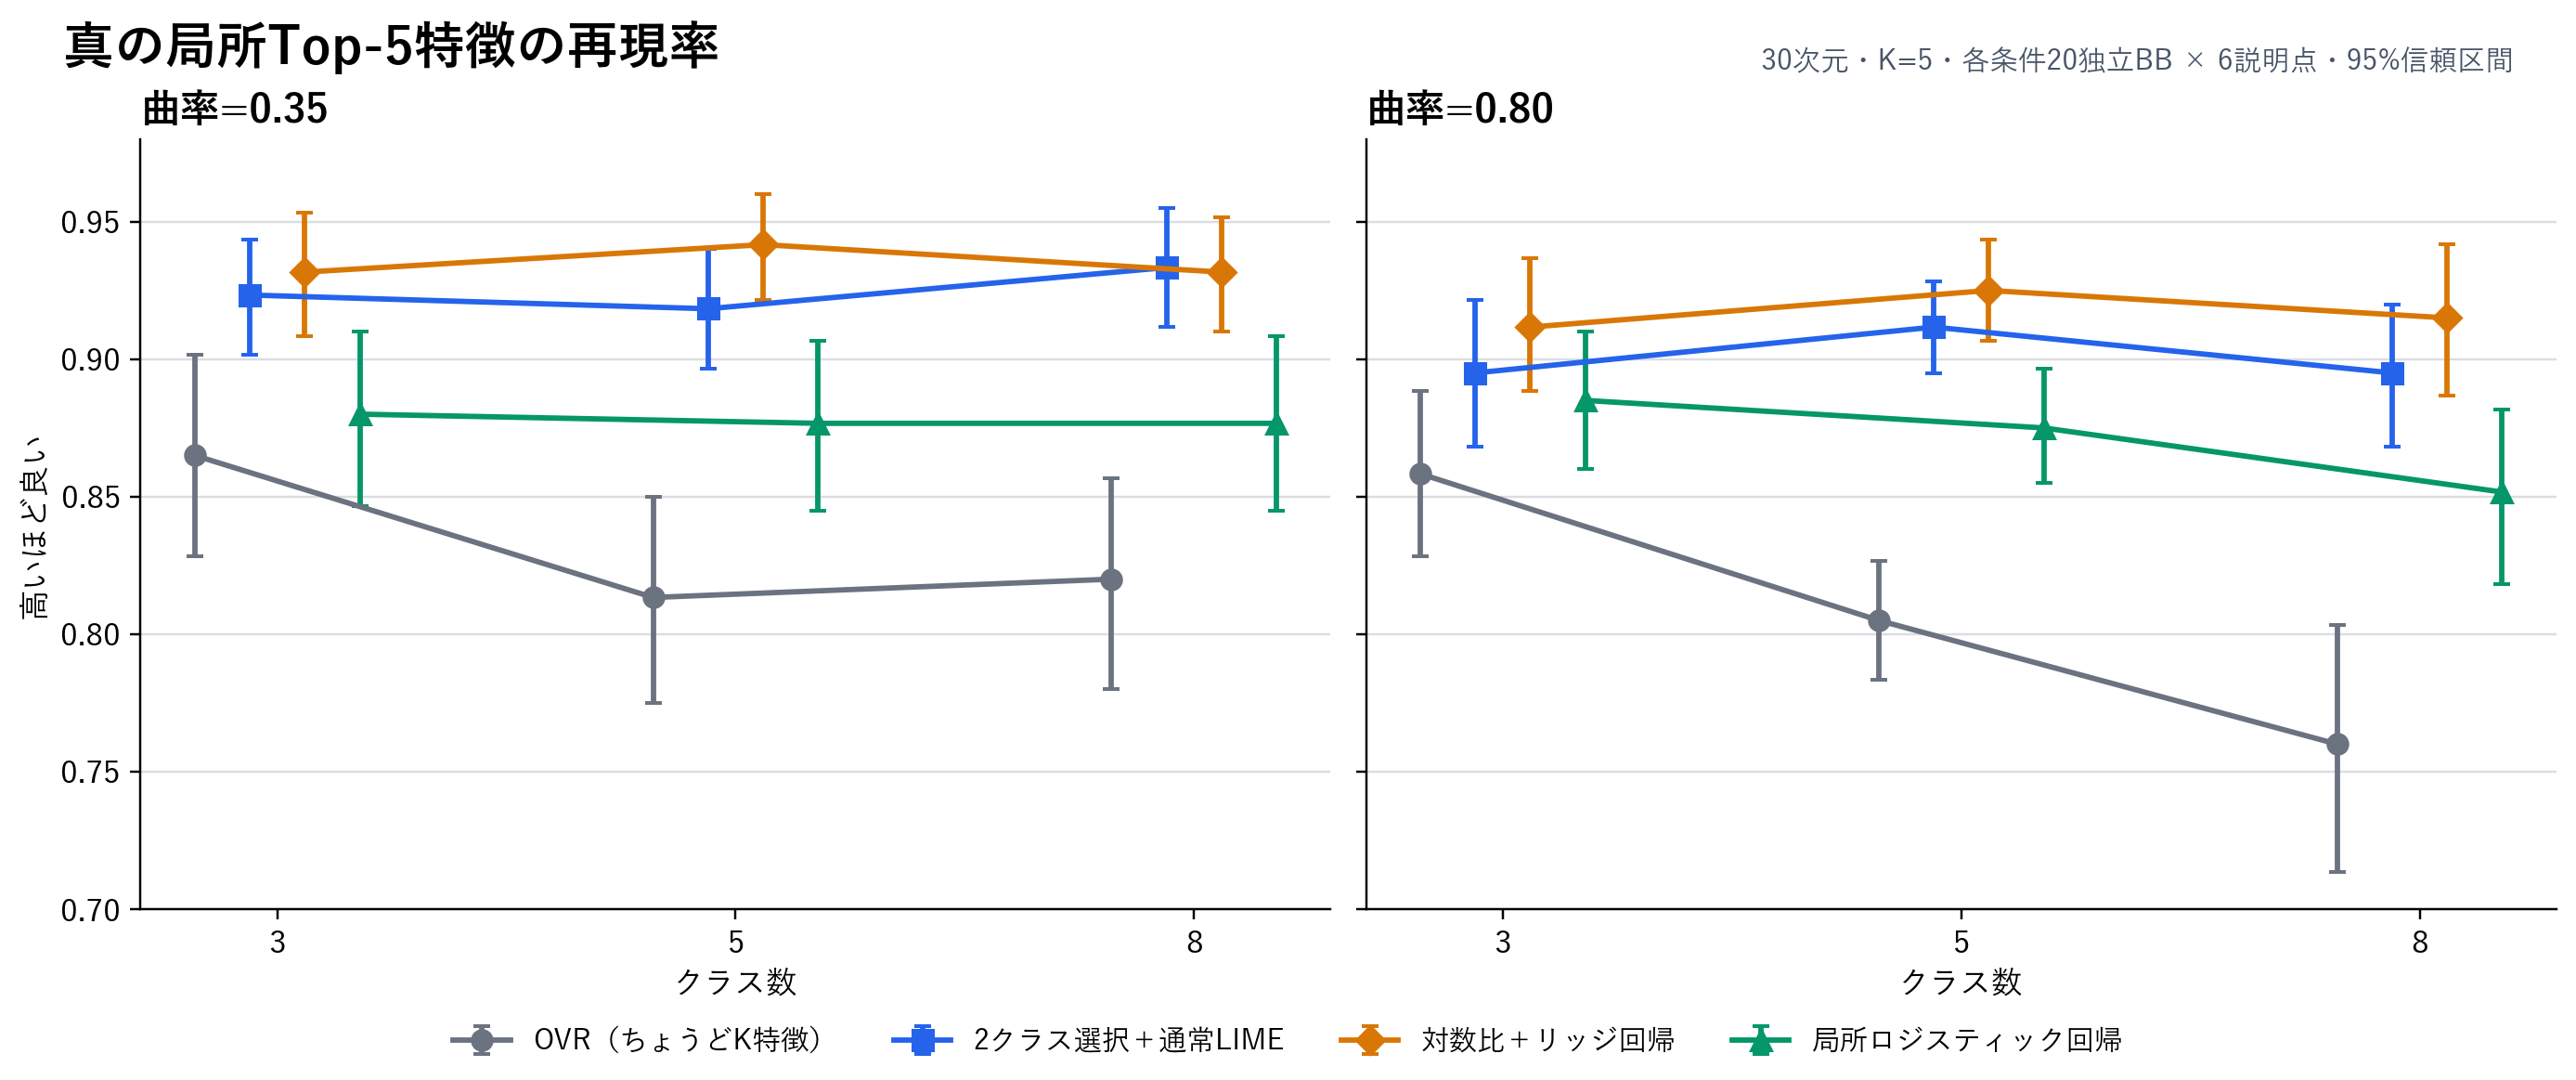 真の局所Top-5特徴の再現率
30次元・K=5・各条件20独立BB × 6説明点・95%信頼区間
曲率=0.35
曲率=0.80
高いほど良い
0.95
0.90
0.85
0.80
0.75
0.70
3 5 8
3 5 8
クラス数
クラス数
OVR（ちょうどK特徴） 2クラス選択＋通常LIME 対数比＋リッジ回帰 局所ロジスティック回帰